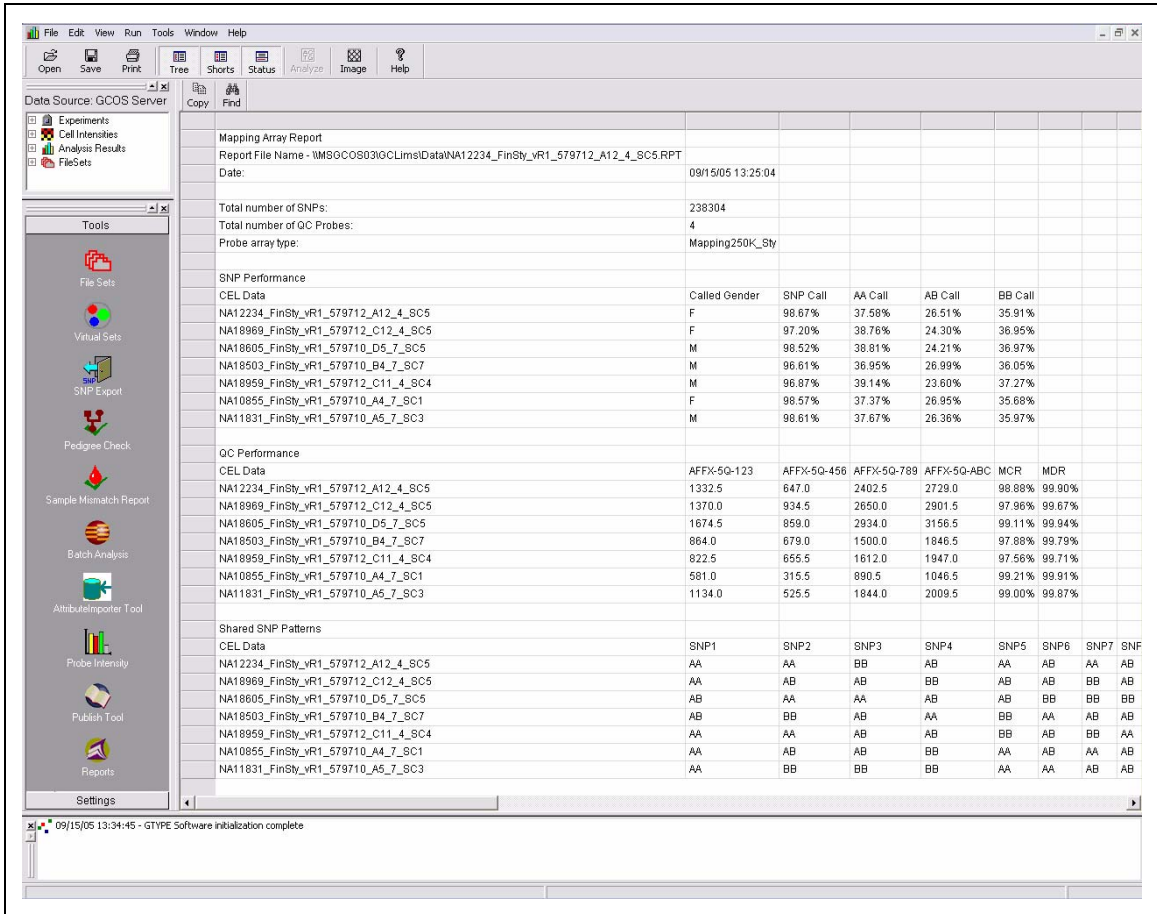 File Edit View Run Tools Window Help
Open Save Print Tree Shorts Status Analyze Image Help
Data Source: GCOS Server
Experiments
Cell Intensities
Analysis Results
FileSets
Tools
File Sets
Virtual Sets
SNP
SNP Export
Pedigree Check
Sample Mismatch Report
Batch Analysis
AttributeImporter Tool
Probe Intensity
Publish Tool
Reports
Settings
Copy Find
Mapping Array Report
Report File Name - \\MSGCOS03\GCLims\Data\NA12234_FinSty_vR1_579712_A12_4_SC5.RPT
Date: 09/15/05 13:25:04
Total number of SNPs: 238304
Total number of QC Probes: 4
Probe array type: Mapping250K_Sty
SNP Performance
CEL Data Called Gender SNP Call AA Call AB Call BB Call
NA12234_FinSty_vR1_579712_A12_4_SC5 F 98.67% 37.58% 26.51% 35.91%
NA18969_FinSty_vR1_579712_C12_4_SC5 F 97.20% 38.76% 24.30% 36.95%
NA18605_FinSty_vR1_579710_D5_7_SC5 M 98.52% 38.81% 24.21% 36.97%
NA18503_FinSty_vR1_579710_B4_7_SC7 M 96.61% 36.95% 26.99% 36.05%
NA18959_FinSty_vR1_579712_C11_4_SC4 M 96.87% 39.14% 23.60% 37.27%
NA10855_FinSty_vR1_579710_A4_7_SC1 F 98.57% 37.37% 26.95% 35.68%
NA11831_FinSty_vR1_579710_A5_7_SC3 M 98.61% 37.67% 26.36% 35.97%
QC Performance
CEL Data AFFX-5Q-123 AFFX-5Q-456 AFFX-5Q-789 AFFX-5Q-ABC MCR MDR
NA12234_FinSty_vR1_579712_A12_4_SC5 1332.5 647.0 2402.5 2729.0 98.88% 99.90%
NA18969_FinSty_vR1_579712_C12_4_SC5 1370.0 934.5 2650.0 2901.5 97.96% 99.67%
NA18605_FinSty_vR1_579710_D5_7_SC5 1674.5 859.0 2934.0 3156.5 99.11% 99.94%
NA18503_FinSty_vR1_579710_B4_7_SC7 864.0 679.0 1500.0 1846.5 97.88% 99.79%
NA18959_FinSty_vR1_579712_C11_4_SC4 822.5 655.5 1612.0 1947.0 97.56% 99.71%
NA10855_FinSty_vR1_579710_A4_7_SC1 581.0 315.5 890.5 1046.5 99.21% 99.91%
NA11831_FinSty_vR1_579710_A5_7_SC3 1134.0 525.5 1844.0 2009.5 99.00% 99.87%
Shared SNP Patterns
CEL Data SNP1 SNP2 SNP3 SNP4 SNP5 SNP6 SNP7 SNF
NA12234_FinSty_vR1_579712_A12_4_SC5 AA AA BB AB AA AB AA AB
NA18969_FinSty_vR1_579712_C12_4_SC5 AA AB AB BB AB AB BB AB
NA18605_FinSty_vR1_579710_D5_7_SC5 AB AA AA AB AB BB BB BB
NA18503_FinSty_vR1_579710_B4_7_SC7 AB BB AB AA BB AA AB AB
NA18959_FinSty_vR1_579712_C11_4_SC4 AA AA AB AB BB AB BB AA
NA10855_FinSty_vR1_579710_A4_7_SC1 AA AB AB BB AA AB AA AB
NA11831_FinSty_vR1_579710_A5_7_SC3 AA BB BB BB AA AA AB AB
09/15/05 13:34:45 - GTYPE Software initialization complete